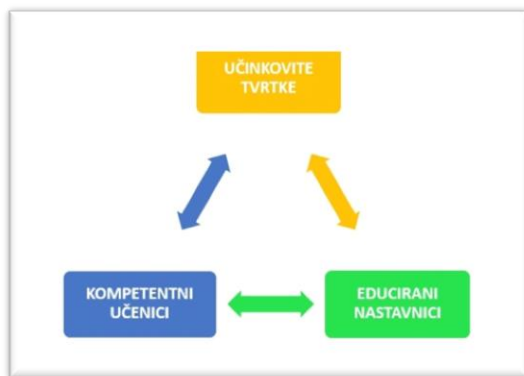 UČINKOVITE
TVRTKE
KOMPETENTNI
UČENICI
EDUCIRANI
NASTAVNICI